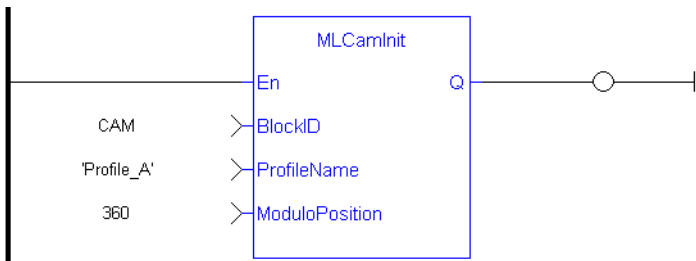 MLCamInit
En Q
CAM BlockID
'Profile_A' ProfileName
360 ModuloPosition